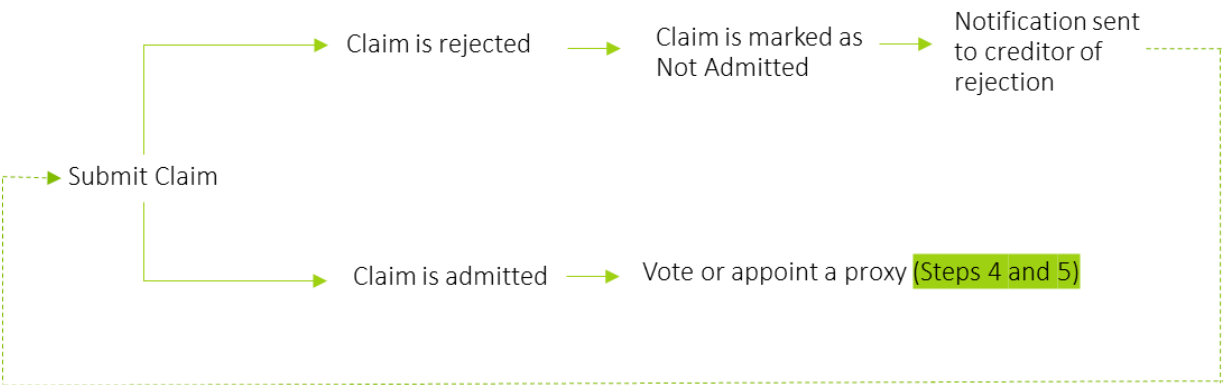 Claim is rejected
Claim is marked as
Not Admitted
Notification sent
to creditor of
rejection
Submit Claim
Claim is admitted
Vote or appoint a proxy (Steps 4 and 5)